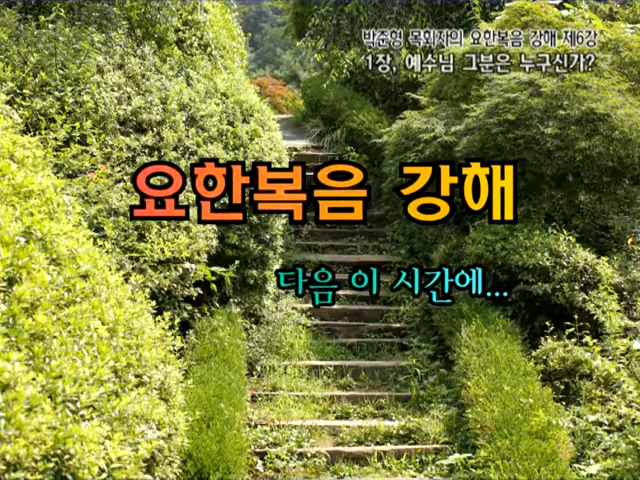 박준형 목회자의 요한복음 강해 제6강
1장, 예수님 그분은 누구신가?
요한복음 강해
다음 이 시간에...